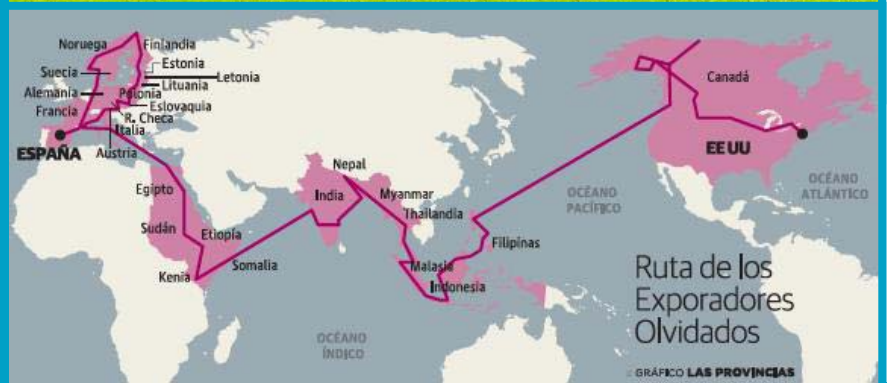 Noruega
Finlandia
Suecia
Estonia
Letonia
Alemania
Lituania
Polonia
Eslovaquia
Francia
R. Checa
Italia
ESPAÑA
Austria
Egipto
Sudán
Etiopía
Kenia
Somalia
Nepal
India
Myanmar
Thailandia
Filipinas
Malasia
Indonesia
OCÉANO
ÍNDICO
OCÉANO
PACÍFICO
Canadá
EE UU
OCÉANO
ATLÁNTICO
Ruta de los
Exporadores
Olvidados
:: GRÁFICO LAS PROVINCIAS